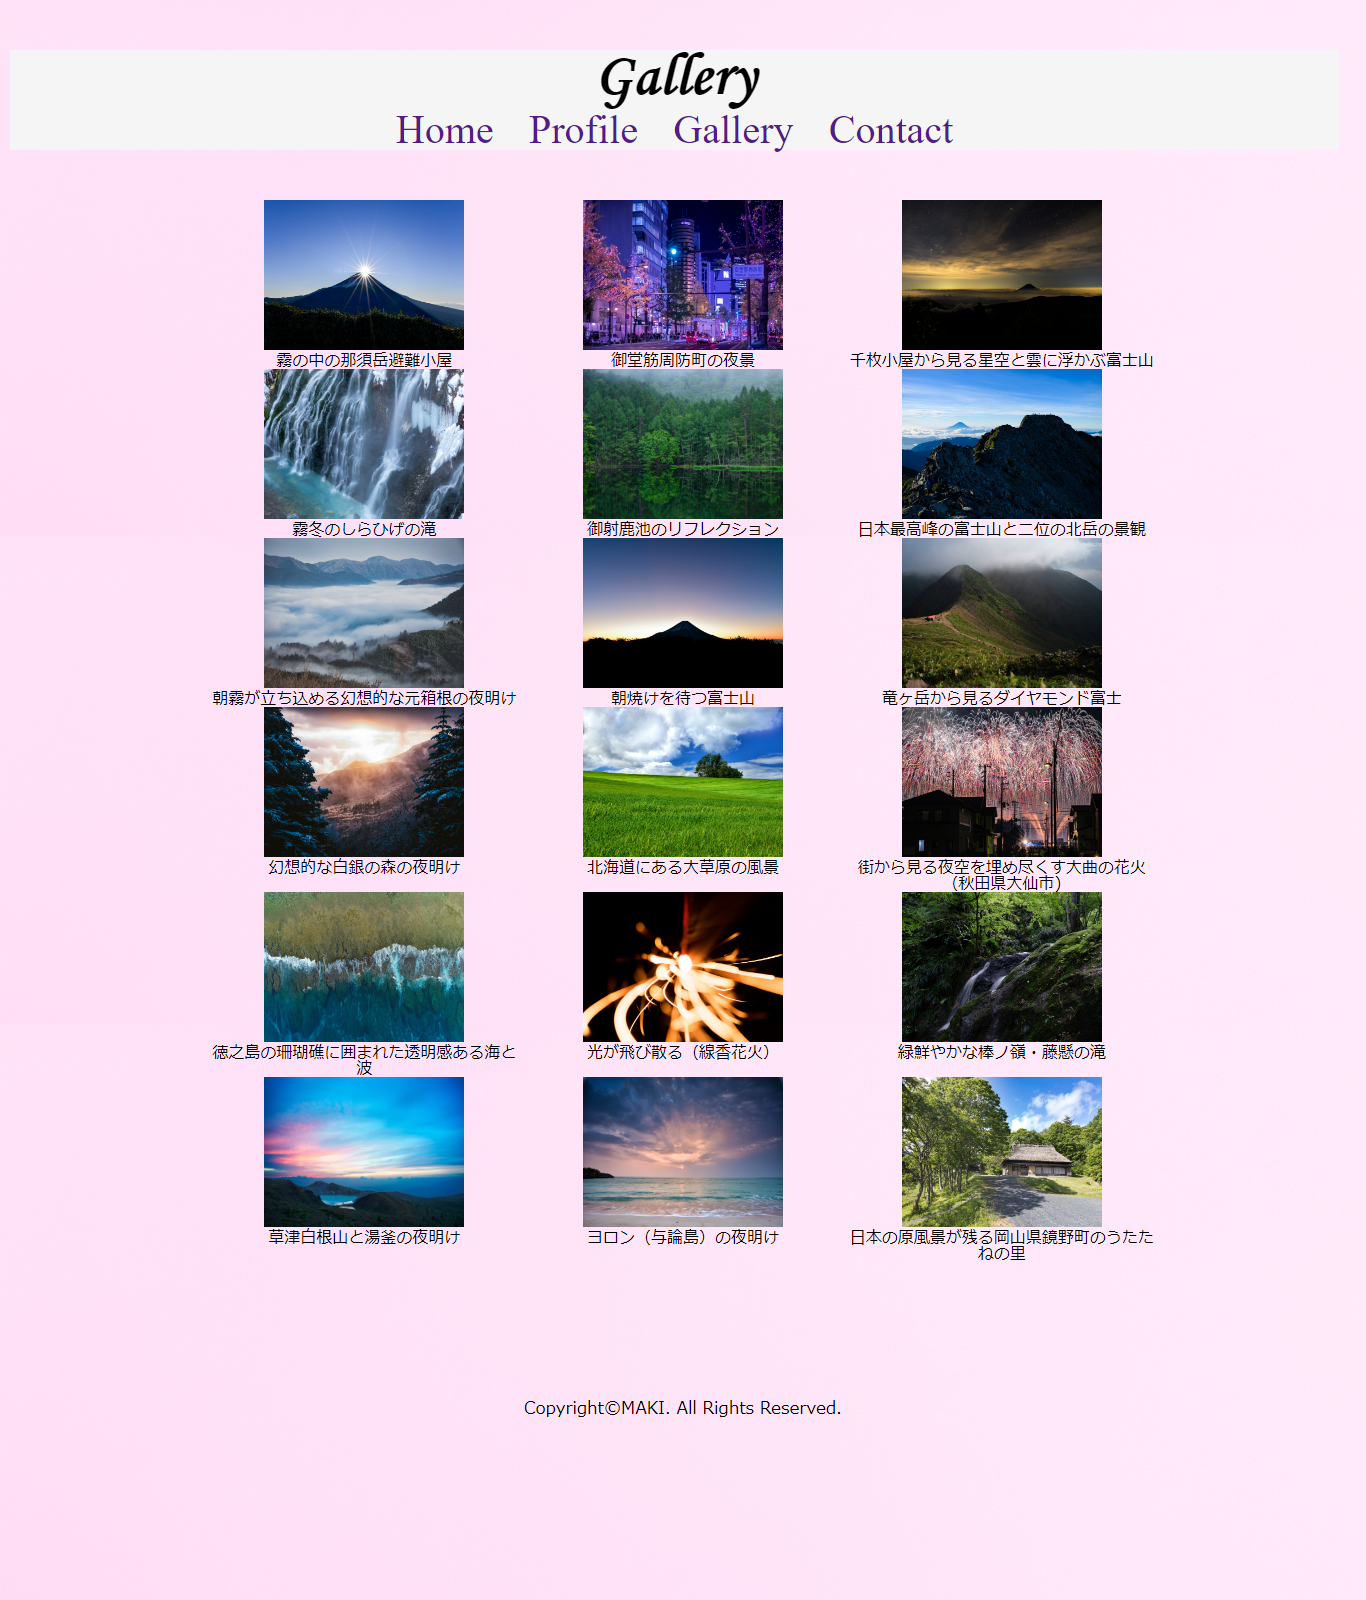 Gallery
Home Profile Gallery Contact
霧の中の那須岳避難小屋
御堂筋周防町の夜景
千枚小屋から見る星空と雲に浮かぶ富士山
霧冬のしらひげの滝
御射鹿池のリフレクション
日本最高峰の富士山と二位の北岳の景観
朝霧が立ち込める幻想的な元箱根の夜明け
朝焼けを待つ富士山
竜ヶ岳から見るダイヤモンド富士
幻想的な白銀の森の夜明け
北海道にある大草原の風景
街から見る夜空を埋め尽くす大曲の花火
（秋田県大仙市)
徳之島の珊瑚礁に囲まれた透明感ある海と
波
光が飛び散る（線香花火）
緑鮮やかな棒ノ嶺・藤懸の滝
草津白根山と湯釜の夜明け
ヨロン（与論島）の夜明け
日本の原風景が残る岡山県鏡野町のうたた
ねの里
Copyright©MAKI. All Rights Reserved.